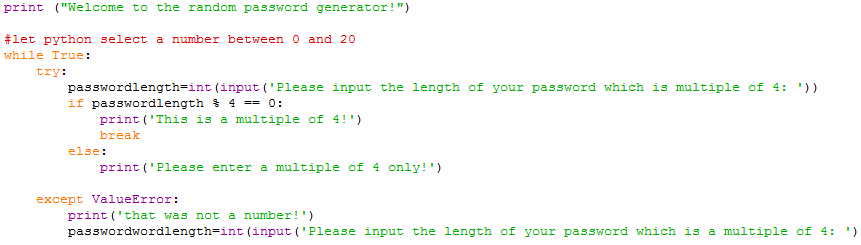 print ("Welcome to the random password generator!")
#let python select a number between 0 and 20
while True:
    try:
        passwordlength=int(input('Please input the length of your password which is multiple of 4: '))
        if passwordlength % 4 == 0:
            print('This is a multiple of 4!')
            break
        else:
            print('Please enter a multiple of 4 only!')
    except ValueError:
        print('that was not a number!')
        passwordwordlength=int(input('Please input the length of your password which is a multiple of 4: ')